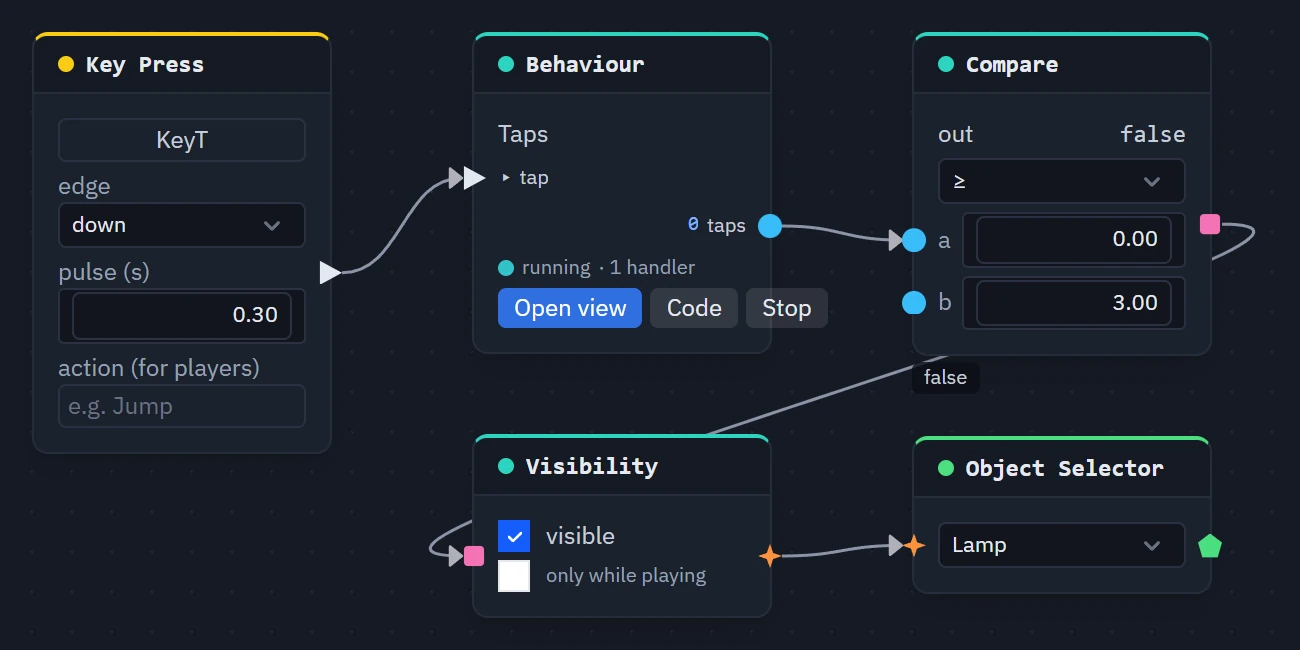 Key Press
KeyT
edge
down
pulse (s)
0.30
action (for players)
e.g. Jump
Behaviour
Taps
▸ tap
0 taps
running · 1 handler
Open view Code Stop
Compare
out false
≥
a 0.00
b 3.00
false
Visibility
visible
only while playing
Object Selector
Lamp